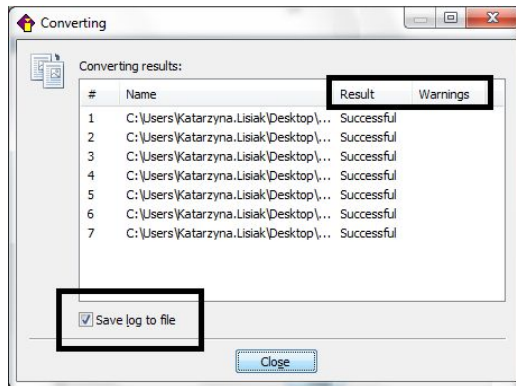 Converting
Converting results:
# Name Result Warnings
1 C:\Users\Katarzyna.Lisiak\Desktop\... Successful
2 C:\Users\Katarzyna.Lisiak\Desktop\... Successful
3 C:\Users\Katarzyna.Lisiak\Desktop\... Successful
4 C:\Users\Katarzyna.Lisiak\Desktop\... Successful
5 C:\Users\Katarzyna.Lisiak\Desktop\... Successful
6 C:\Users\Katarzyna.Lisiak\Desktop\... Successful
7 C:\Users\Katarzyna.Lisiak\Desktop\... Successful
Save log to file
Close